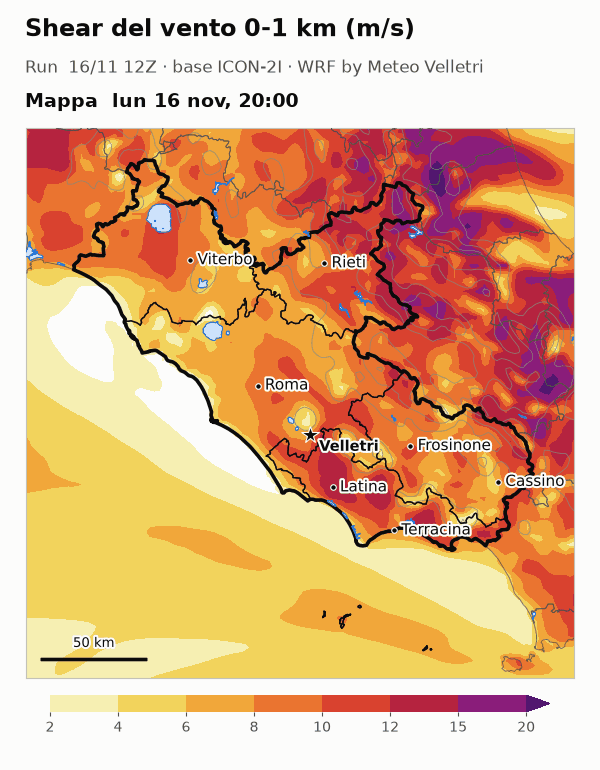 Shear del vento 0-1 km (m/s)
Run 16/11 12Z · base ICON-2I · WRF by Meteo Velletri
Mappa lun 16 nov, 20:00
Viterbo
Rieti
Roma
Velletri
Frosinone
Latina
Cassino
Terracina
50 km
2 4 6 8 10 12 15 20